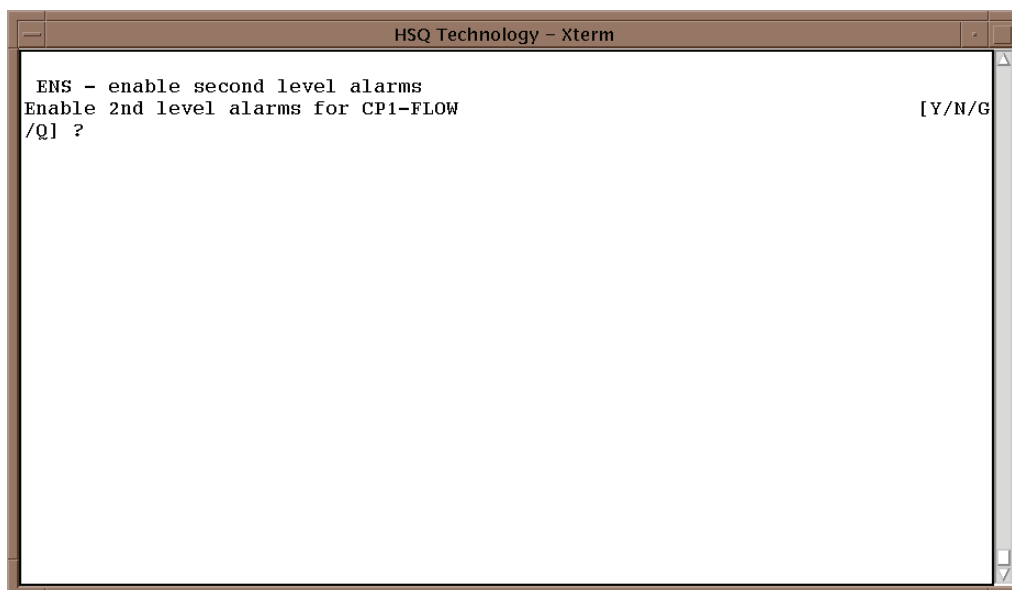 HSQ Technology – Xterm
ENS – enable second level alarms
Enable 2nd level alarms for CP1–FLOW [Y/N/G
/Q] ?